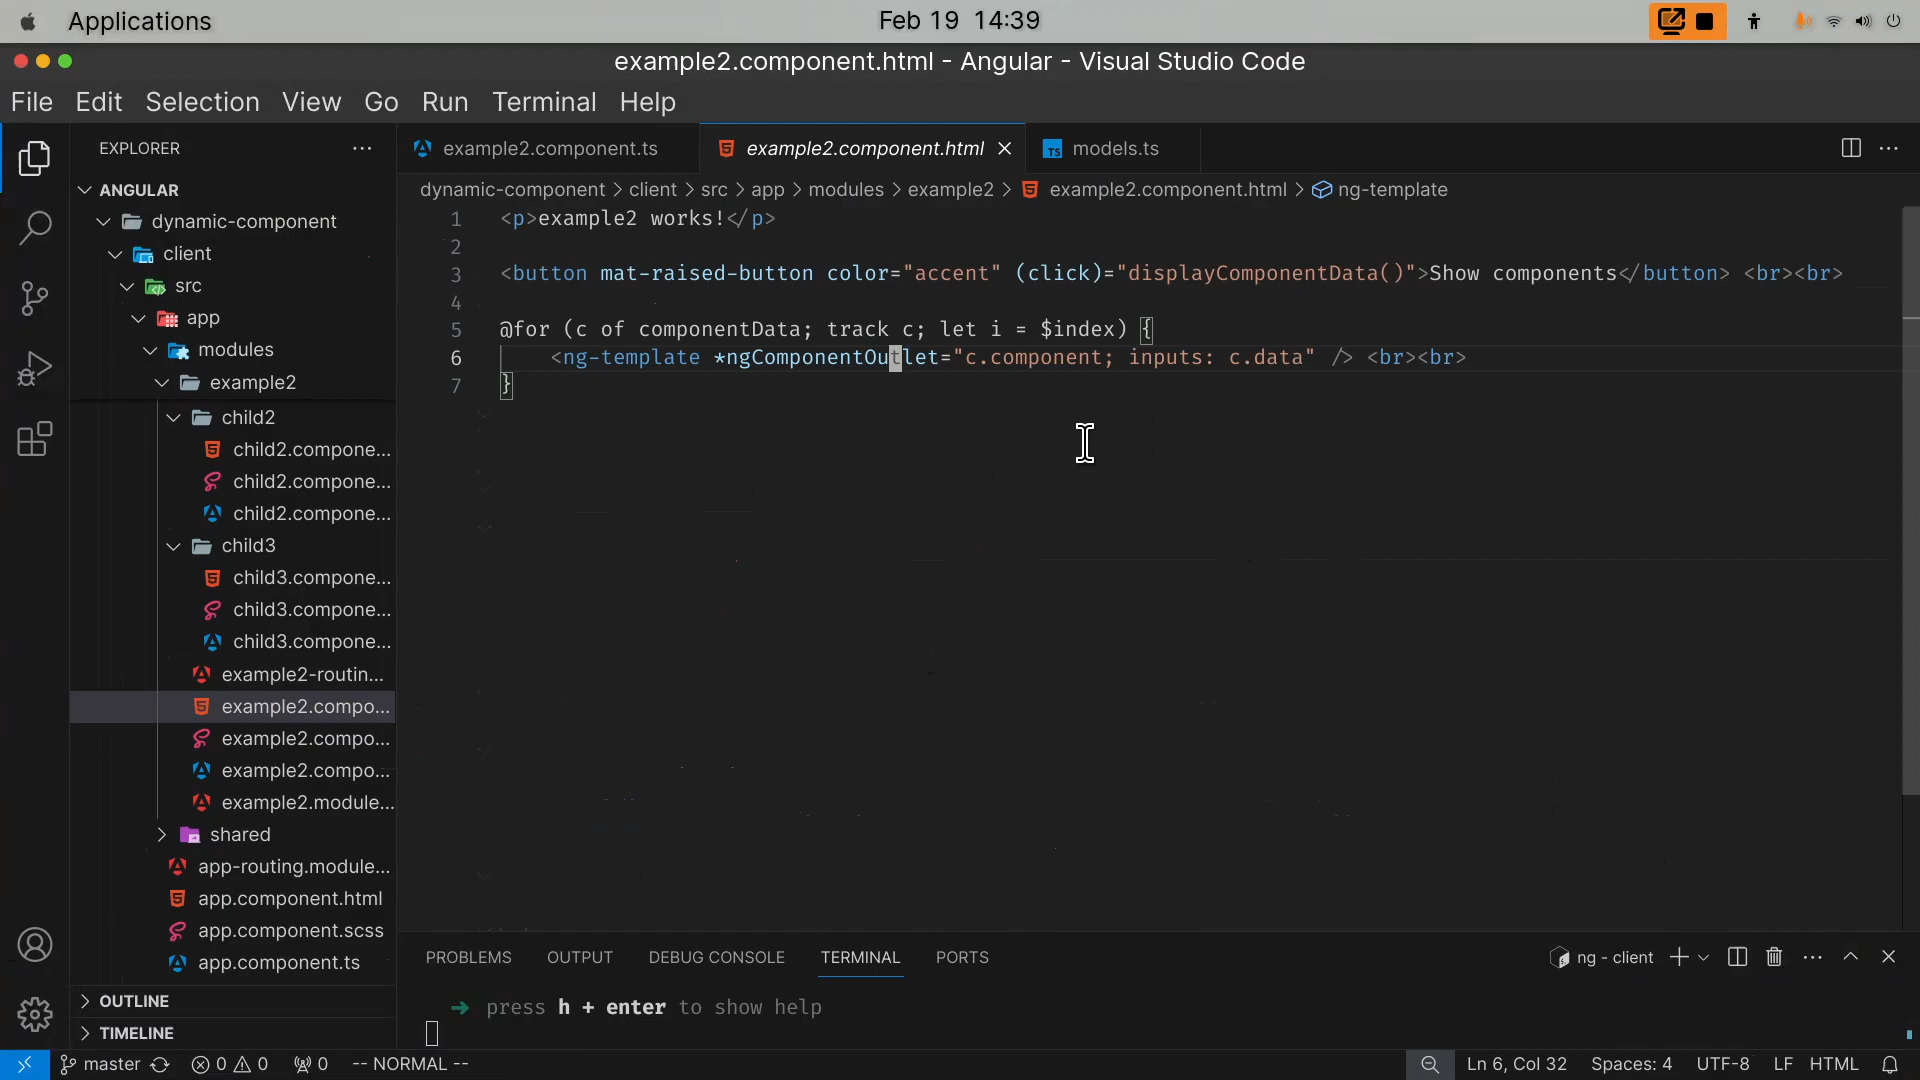 Applications
Feb 19 14:39
example2.component.html - Angular - Visual Studio Code
File Edit Selection View Go Run Terminal Help
EXPLORER
ANGULAR
dynamic-component
client
src
app
modules
example2
child2
child2.compone...
child2.compone...
child2.compone...
child3
child3.compone...
child3.compone...
child3.compone...
example2-routin...
example2.compo...
example2.compo...
example2.compo...
example2.module...
shared
app-routing.module...
app.component.html
app.component.scss
app.component.ts
OUTLINE
TIMELINE
example2.component.ts
example2.component.html
TS models.ts
dynamic-component > client > src > app > modules > example2 > example2.component.html > ng-template
1 <p>example2 works!</p>
2
3 <button mat-raised-button color="accent" (click)="displayComponentData()">Show components</button> <br><br>
4
5 @for (c of componentData; track c; let i = $index) {
6 <ng-template *ngComponentOutlet="c.component; inputs: c.data" /> <br><br>
7 }
PROBLEMS OUTPUT DEBUG CONSOLE TERMINAL PORTS
ng - client
➜ press h + enter to show help
master 0 0 0 -- NORMAL --
Ln 6, Col 32 Spaces: 4 UTF-8 LF HTML